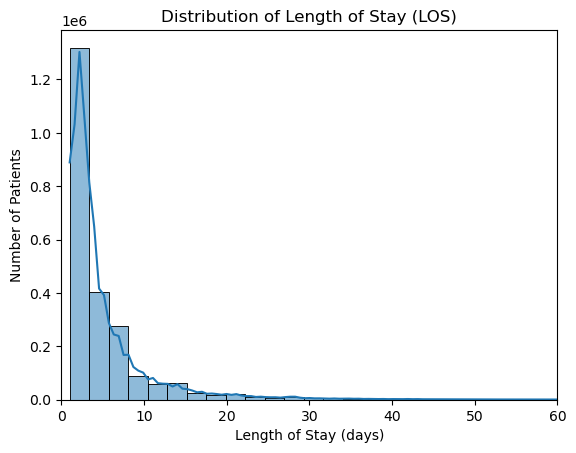 Distribution of Length of Stay (LOS)
1e6
1.2
1.0
0.8
0.6
0.4
0.2
0.0
Number of Patients
0 10 20 30 40 50 60
Length of Stay (days)